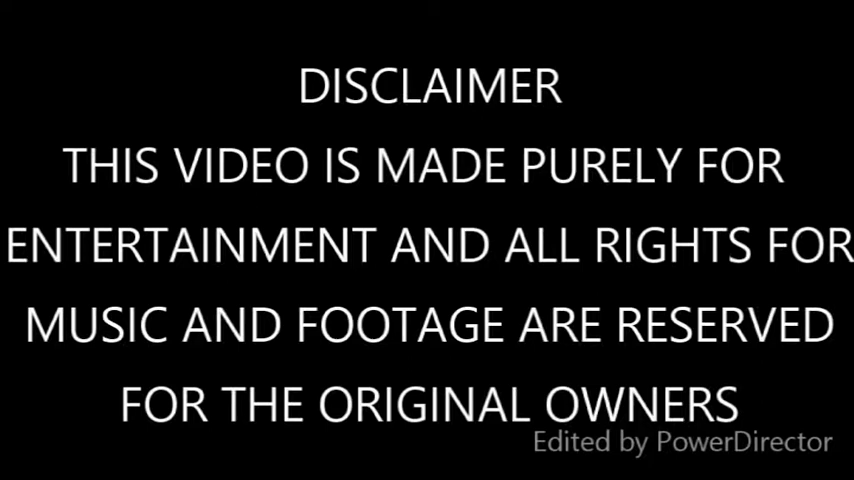 DISCLAIMER
THIS VIDEO IS MADE PURELY FOR
ENTERTAINMENT AND ALL RIGHTS FOR
MUSIC AND FOOTAGE ARE RESERVED
FOR THE ORIGINAL OWNERS
Edited by PowerDirector